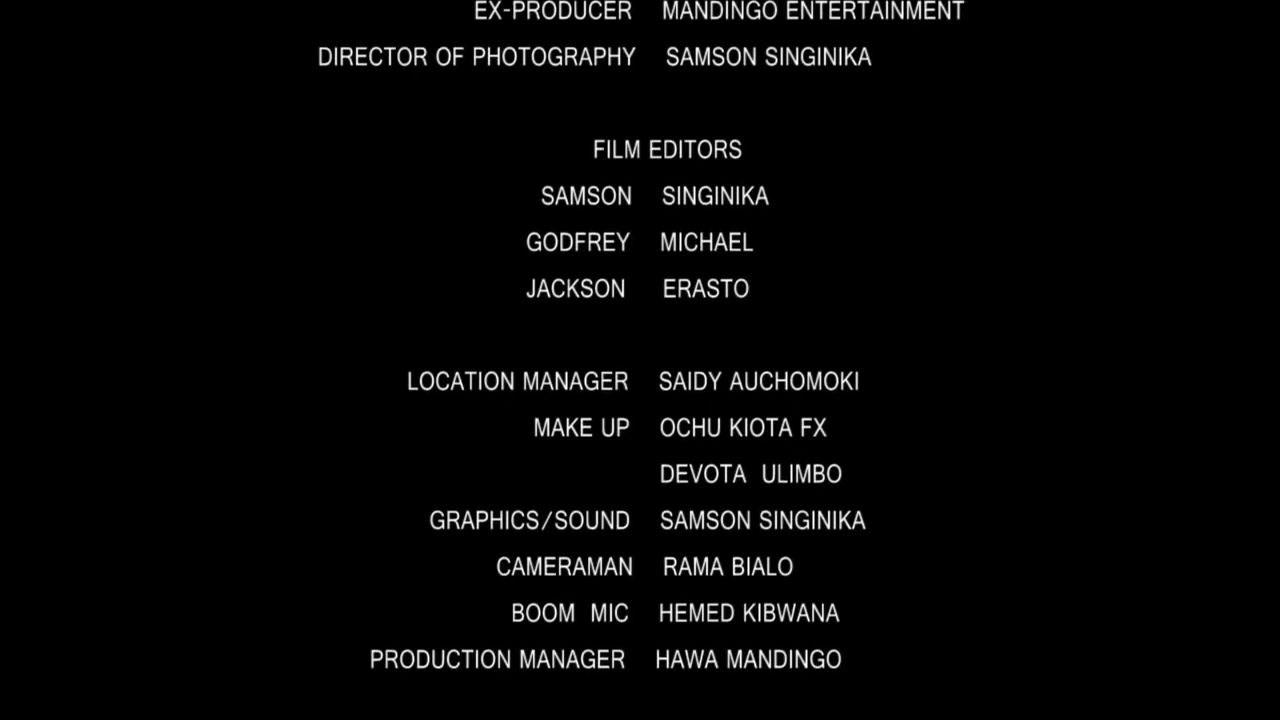 EX-PRODUCER MANDINGO ENTERTAINMENT
DIRECTOR OF PHOTOGRAPHY SAMSON SINGINIKA
FILM EDITORS
SAMSON SINGINIKA
GODFREY MICHAEL
JACKSON ERASTO
LOCATION MANAGER SAIDY AUCHOMOKI
MAKE UP OCHU KIOTA FX
DEVOTA ULIMBO
GRAPHICS/SOUND SAMSON SINGINIKA
CAMERAMAN RAMA BIALO
BOOM MIC HEMED KIBWANA
PRODUCTION MANAGER HAWA MANDINGO